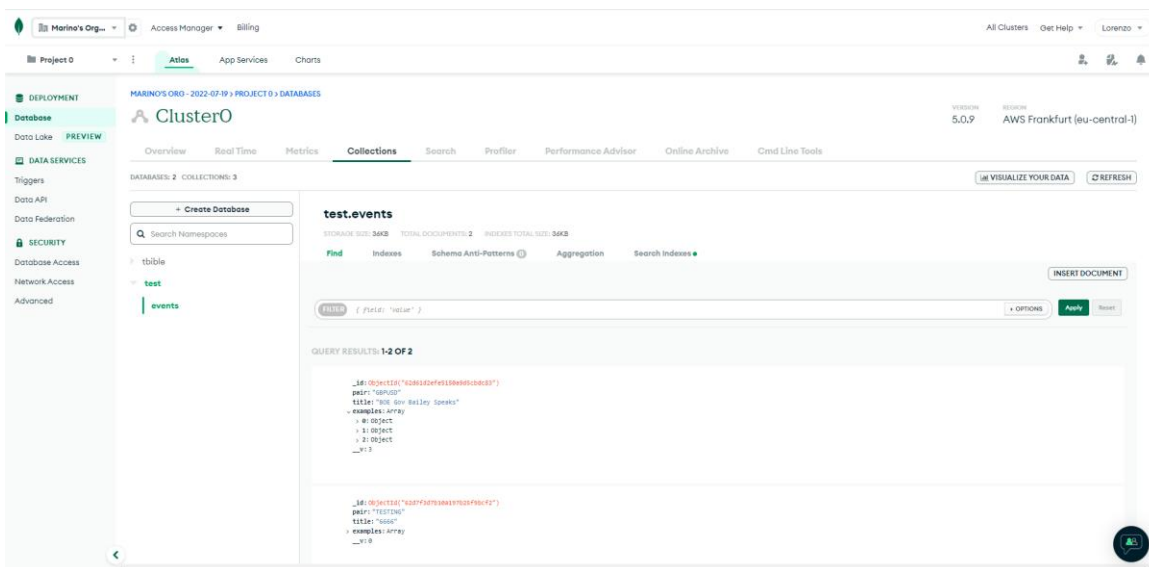 Marino's Org... Access Manager Billing All Clusters Get Help Lorenzo
Project 0 Atlas App Services Charts
DEPLOYMENT
Database
Data Lake PREVIEW
DATA SERVICES
Triggers
Data API
Data Federation
SECURITY
Database Access
Network Access
Advanced
MARINO'S ORG - 2022-07-19 > PROJECT 0 > DATABASES
Cluster0
VERSION
5.0.9
REGION
AWS Frankfurt (eu-central-1)
Overview Real Time Metrics Collections Search Profiler Performance Advisor Online Archive Cmd Line Tools
DATABASES: 2 COLLECTIONS: 3
VISUALIZE YOUR DATA REFRESH
+ Create Database
Search Namespaces
tbible
test
events
test.events
STORAGE SIZE: 36KB TOTAL DOCUMENTS: 2 INDEXES TOTAL SIZE: 36KB
Find Indexes Schema Anti-Patterns 0 Aggregation Search Indexes
INSERT DOCUMENT
FILTER { field: 'value' } OPTIONS Apply Reset
QUERY RESULTS: 1-2 OF 2
_id: ObjectId
pair: "GBPUSD"
title: "BOE Gov Bailey Speaks"
examples: Array
0: Object
1: Object
2: Object
__v: 3
_id: ObjectId
pair: "TESTING"
title: "6666"
examples: Array
__v: 0